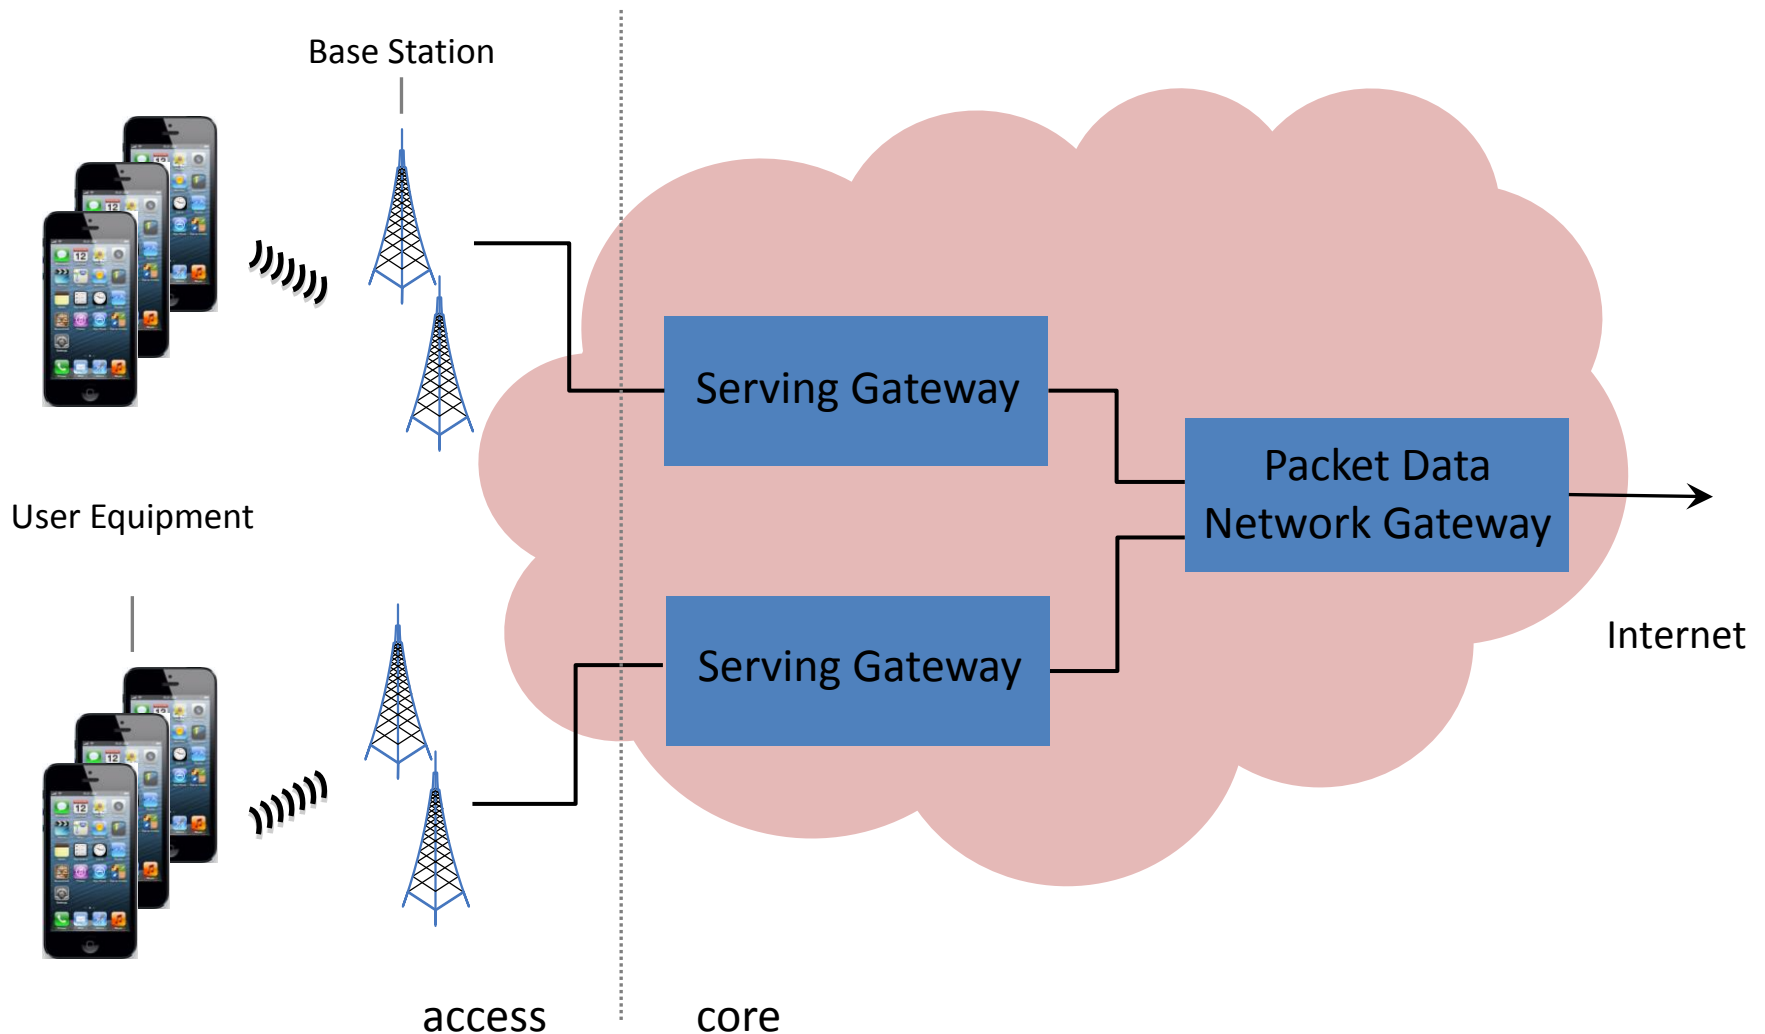 Base Station
Serving Gateway
Packet Data
Network Gateway
User Equipment
Serving Gateway
Internet
access
core